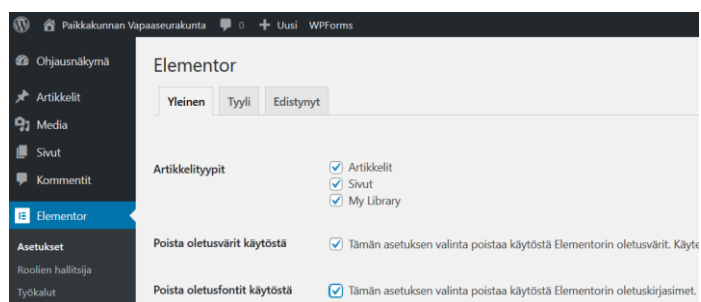 Paikkakunnan Vapaaseurakunta 0 + Uusi WPForms
Ohjausnäkymä
Elementor
Artikkelit
Yleinen Tyyli Edistynyt
Media
Sivut
Artikkelityypit Artikkelit
Sivut
Kommentit
My Library
Elementor
Asetukset
Poista oletusvärit käytöstä Tämän asetuksen valinta poistaa käytöstä Elementorin oletusvärit. Käyte
Roolien hallitsija
Työkalut
Poista oletusfontit käytöstä Tämän asetuksen valinta poistaa käytöstä Elementorin oletuskirjasimet.